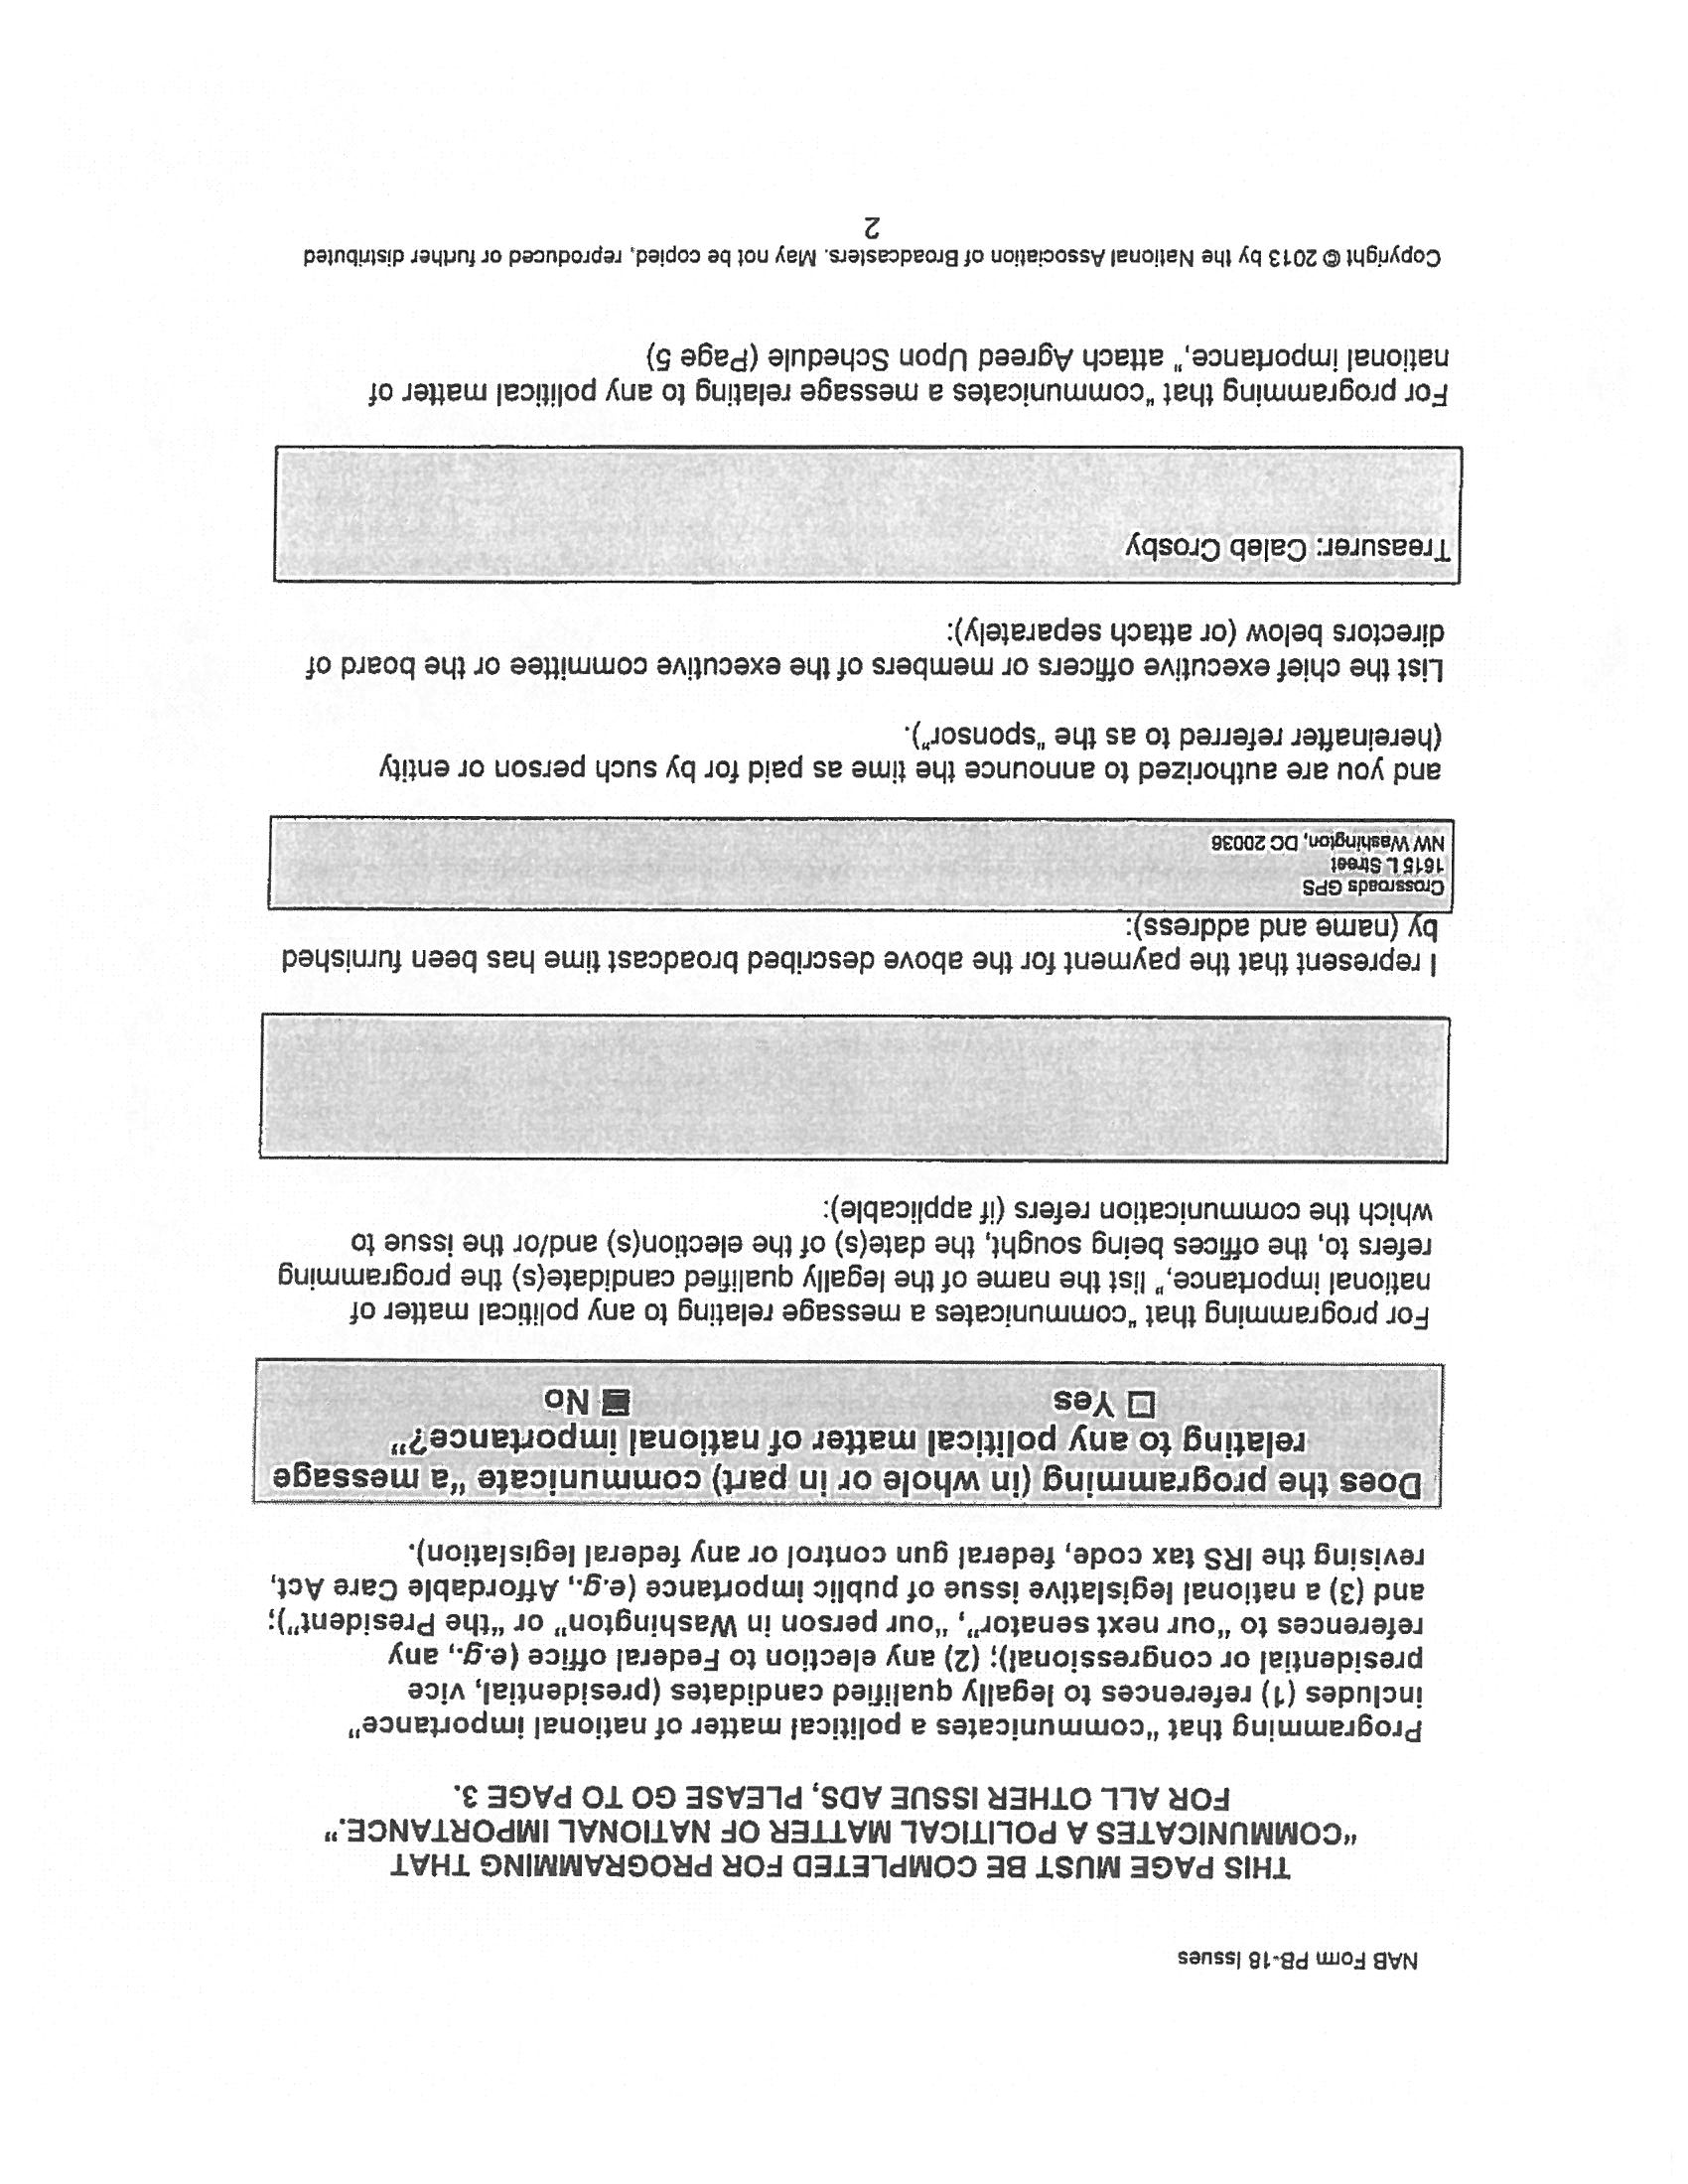 NAB Form PB-18 Issues
THIS PAGE MUST BE COMPLETED FOR PROGRAMMING THAT
“COMMUNICATES A POLITICAL MATTER OF NATIONAL IMPORTANCE.”
FOR ALL OTHER ISSUE ADS, PLEASE GO TO PAGE 3.
Programming that “communicates a political matter of national importance”
includes (1) references to legally qualified candidates (presidential, vice
presidential or congressional); (2) any election to Federal office (e.g., any
references to “our next senator”, “our person in Washington” or “the President”);
and (3) a national legislative issue of public importance (e.g., Affordable Care Act,
revising the IRS tax code, federal gun control or any federal legislation).
Does the programming (in whole or in part) communicate “a message
relating to any political matter of national importance?”
☐ Yes ■ No
For programming that “communicates a message relating to any political matter of
national importance,” list the name of the legally qualified candidate(s) the programming
refers to, the offices being sought, the date(s) of the election(s) and/or the issue to
which the communication refers (if applicable):
I represent that the payment for the above described broadcast time has been furnished
by (name and address):
Crossroads GPS
1615 L Street
NW Washington, DC 20036
and you are authorized to announce the time as paid for by such person or entity
(hereinafter referred to as the “sponsor”).
List the chief executive officers or members of the executive committee or the board of
directors below (or attach separately):
Treasurer: Caleb Crosby
For programming that “communicates a message relating to any political matter of
national importance,” attach Agreed Upon Schedule (Page 5)
Copyright © 2013 by the National Association of Broadcasters. May not be copied, reproduced or further distributed
2